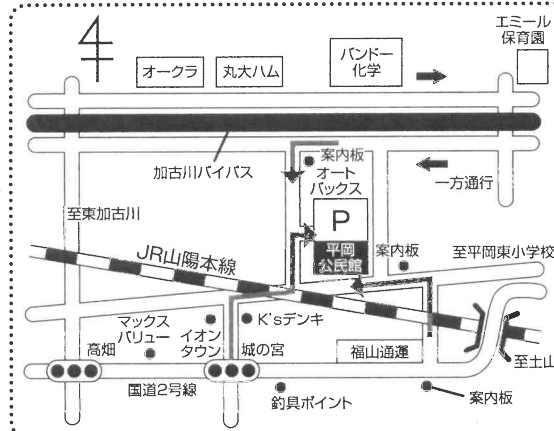 エミール
保育園
オークラ
丸大ハム
バンドー
化学
加古川バイパス
案内板
オート
バックス
一方通行
至東加古川
P
平岡
公民館
案内板
至平岡東小学校
JR山陽本線
マックス
バリュー
イオン
タウン
K'sデンキ
高畑
城の宮
福山通運
至土山
国道2号線
釣具ポイント
案内板